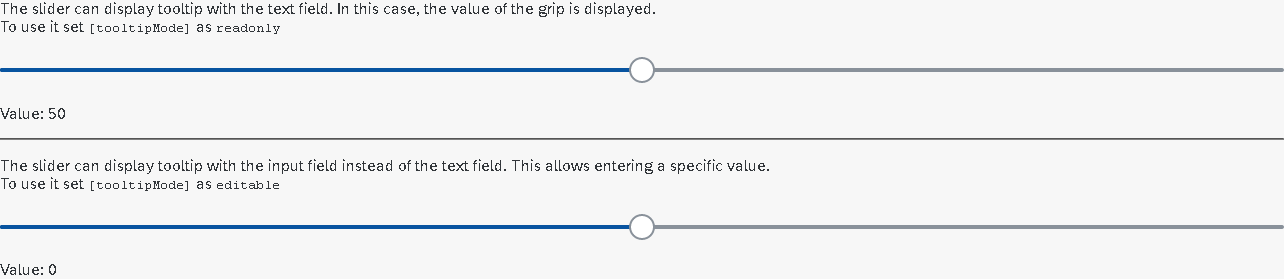 The slider can display tooltip with the text field. In this case, the value of the grip is displayed.
To use it set [tooltipMode] as readonly
Value: 50
The slider can display tooltip with the input field instead of the text field. This allows entering a specific value.
To use it set [tooltipMode] as editable
Value: 0